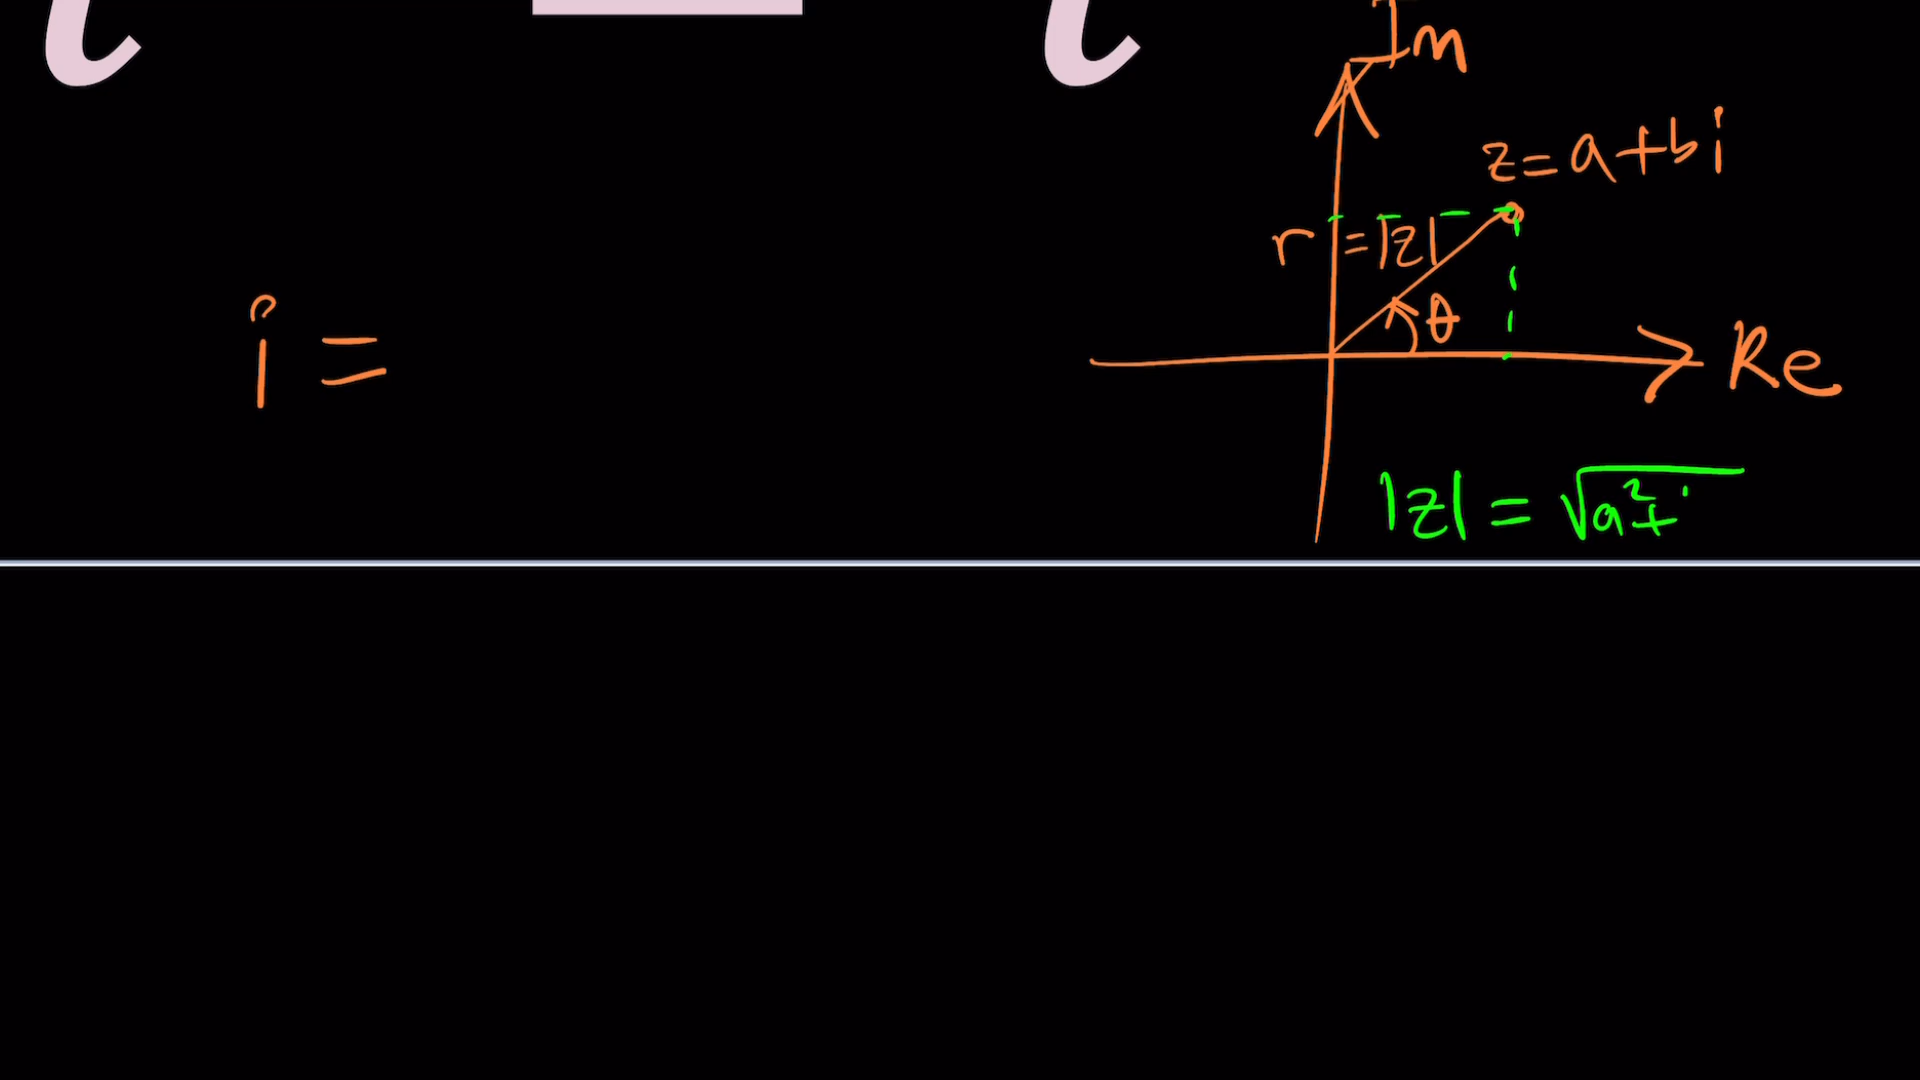 i = i
Im
z = a + bi
r = |z|
θ
i =
Re
|z| = √a² +